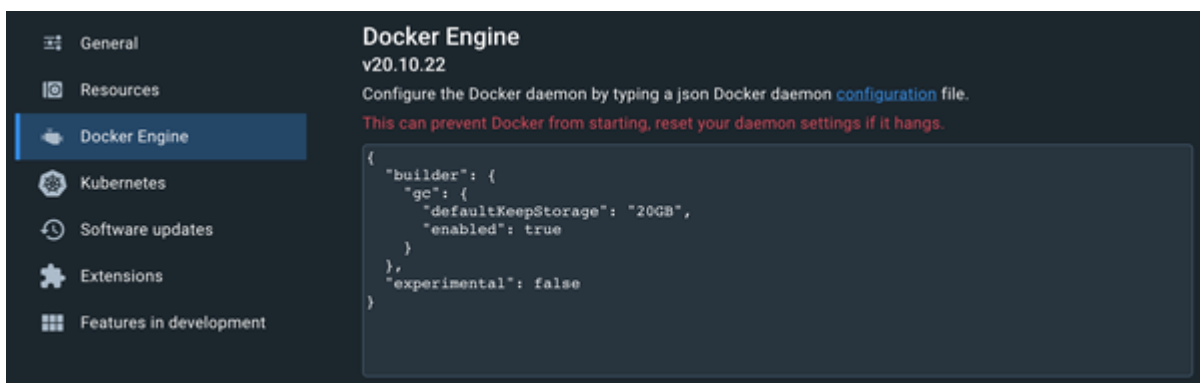 General
Resources
Docker Engine
Kubernetes
Software updates
Extensions
Features in development
Docker Engine
v20.10.22
Configure the Docker daemon by typing a json Docker daemon configuration file.
This can prevent Docker from starting, reset your daemon settings if it hangs.
{
  "builder": {
    "gc": {
      "defaultKeepStorage": "20GB",
      "enabled": true
    }
  },
  "experimental": false
}